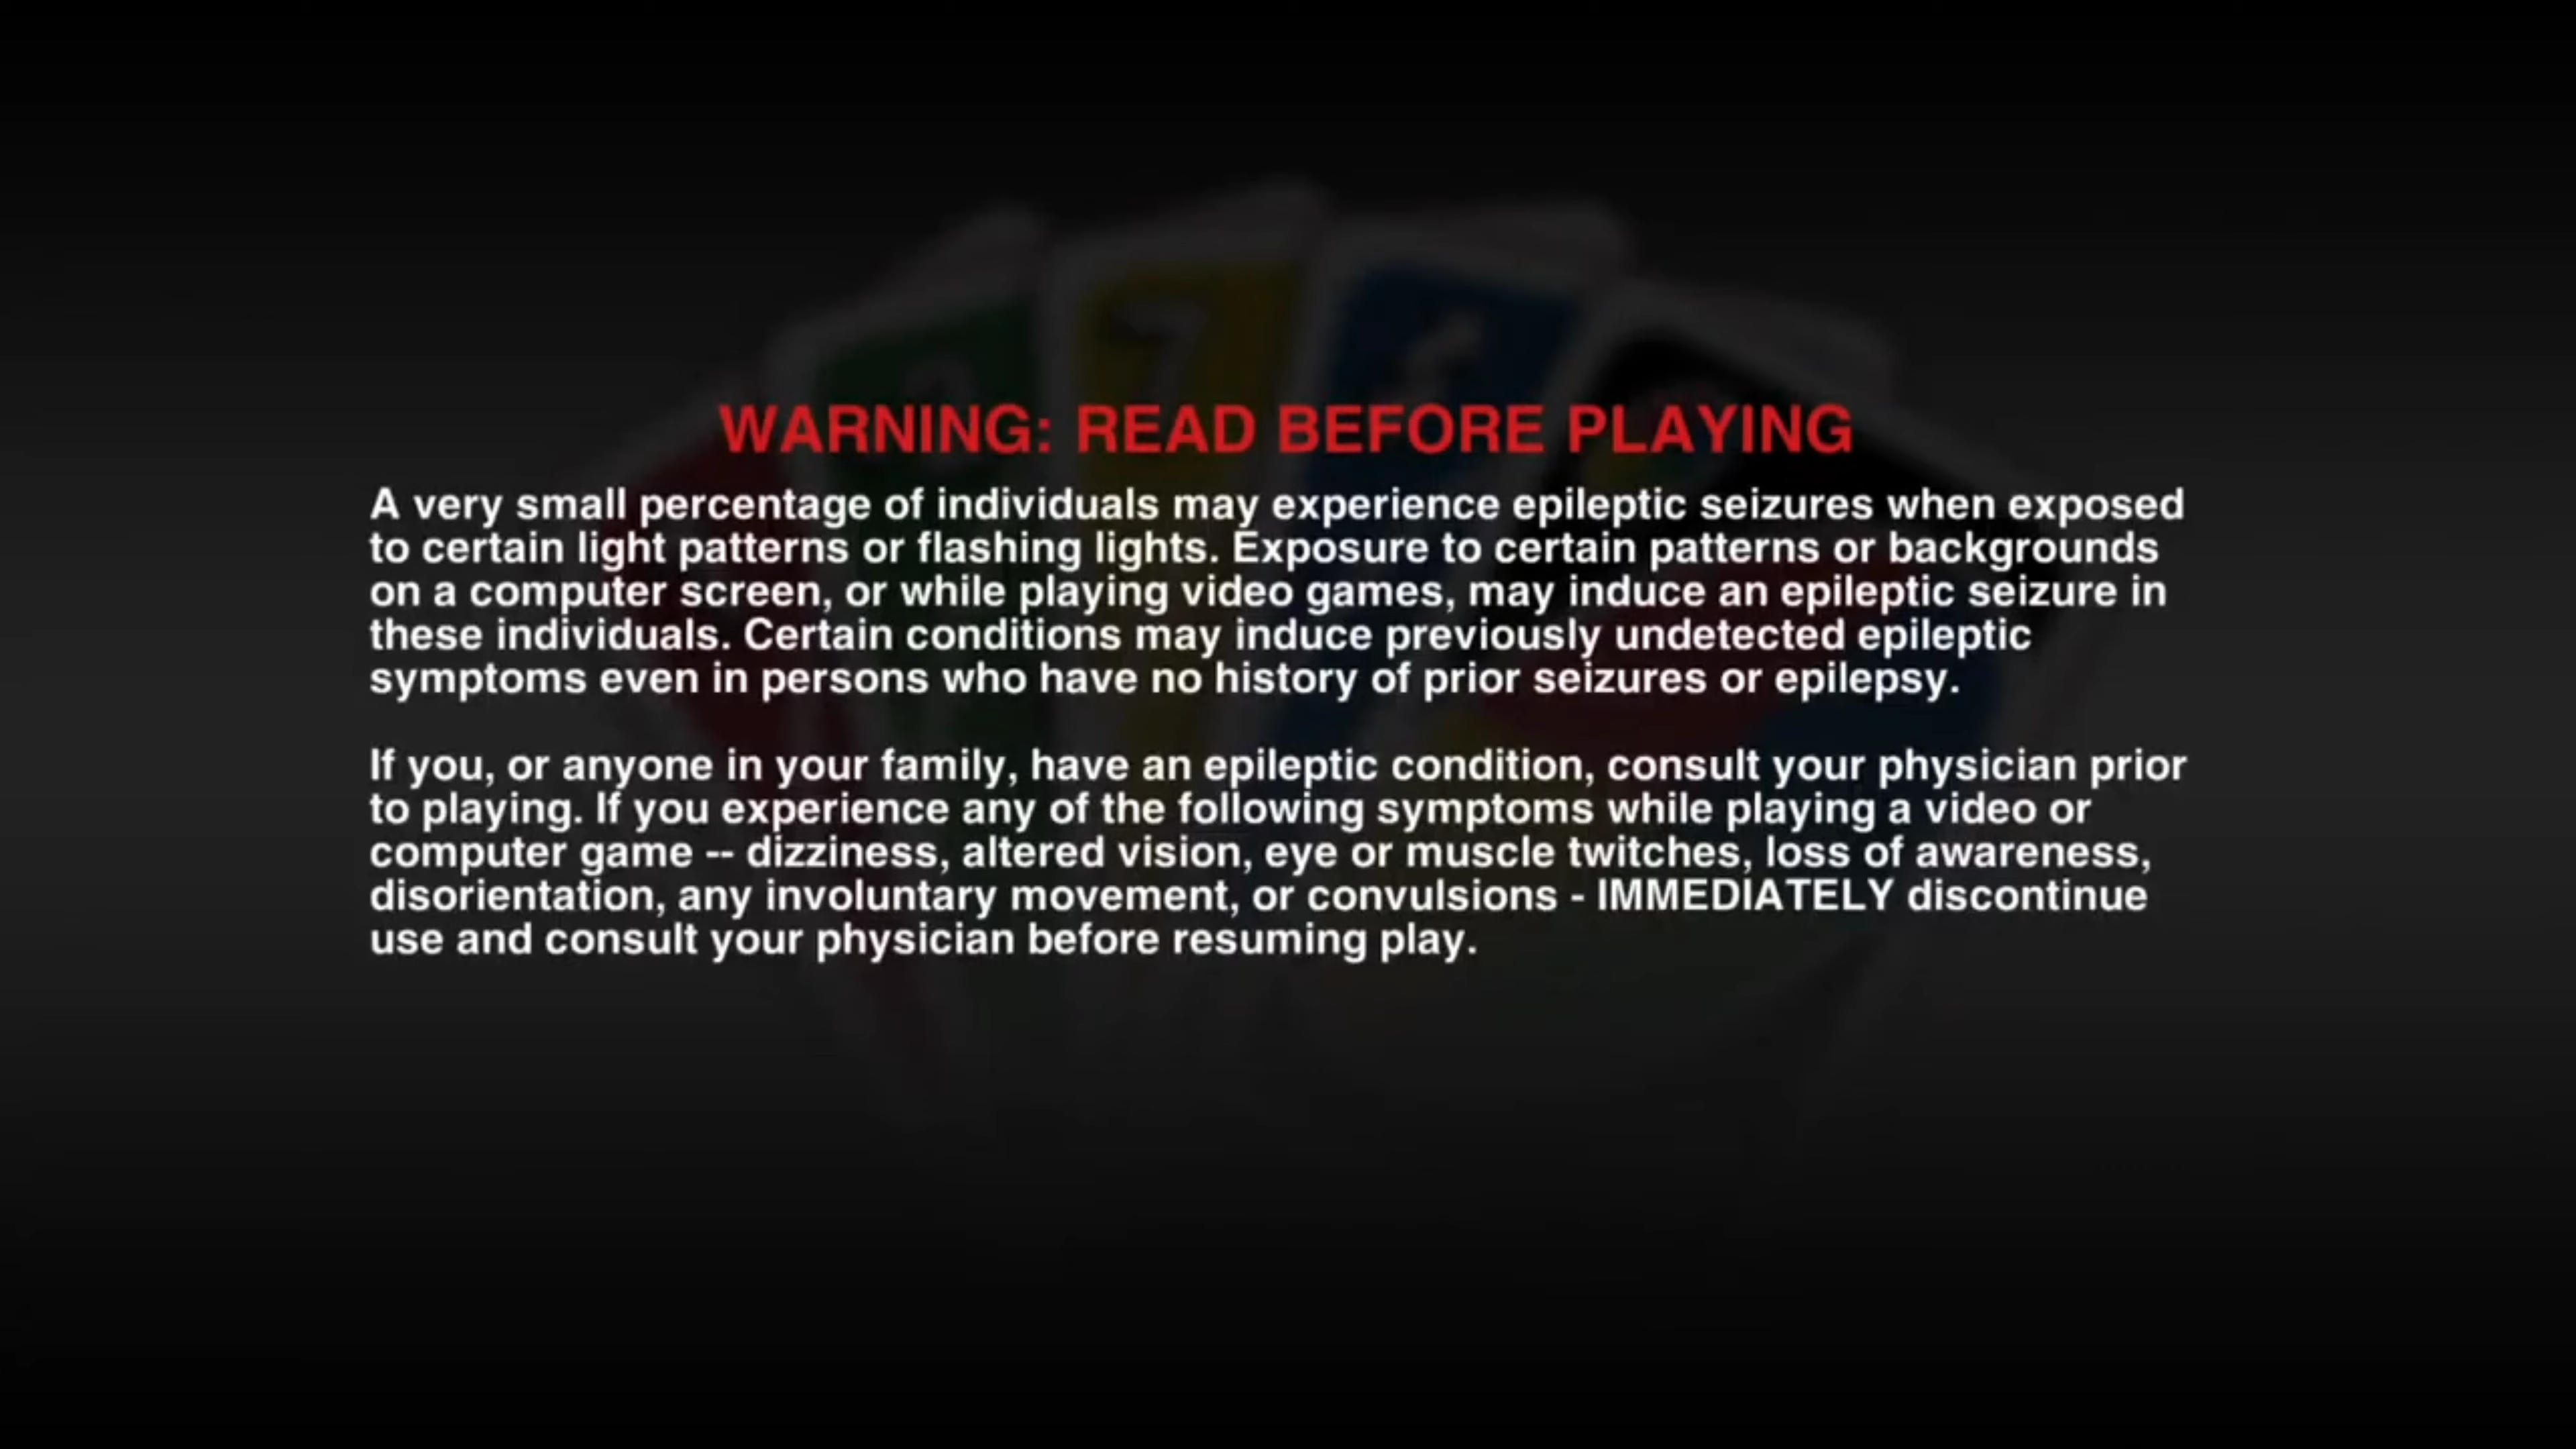 WARNING: READ BEFORE PLAYING
A very small percentage of individuals may experience epileptic seizures when exposed
to certain light patterns or flashing lights. Exposure to certain patterns or backgrounds
on a computer screen, or while playing video games, may induce an epileptic seizure in
these individuals. Certain conditions may induce previously undetected epileptic
symptoms even in persons who have no history of prior seizures or epilepsy.
If you, or anyone in your family, have an epileptic condition, consult your physician prior
to playing. If you experience any of the following symptoms while playing a video or
computer game -- dizziness, altered vision, eye or muscle twitches, loss of awareness,
disorientation, any involuntary movement, or convulsions - IMMEDIATELY discontinue
use and consult your physician before resuming play.